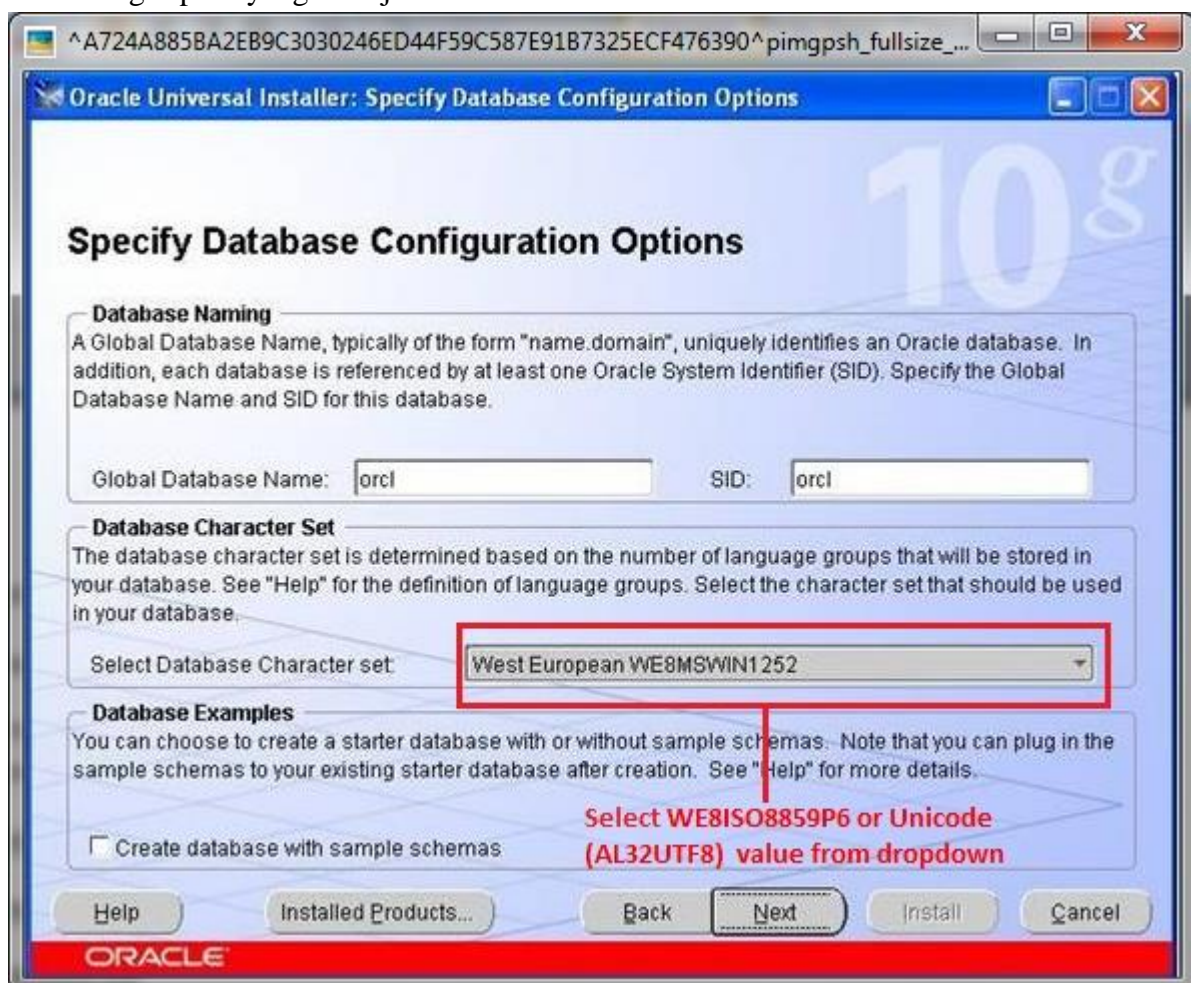 ^A724A885BA2EB9C3030246ED44F59C587E91B7325ECF476390^pimgpsh_fullsize_...
Oracle Universal Installer: Specify Database Configuration Options
10g
Specify Database Configuration Options
Database Naming
A Global Database Name, typically of the form "name.domain", uniquely identifies an Oracle database. In
addition, each database is referenced by at least one Oracle System Identifier (SID). Specify the Global
Database Name and SID for this database.
Global Database Name: orcl SID: orcl
Database Character Set
The database character set is determined based on the number of language groups that will be stored in
your database. See "Help" for the definition of language groups. Select the character set that should be used
in your database.
Select Database Character set: West European WE8MSWIN1252
Database Examples
You can choose to create a starter database with or without sample schemas. Note that you can plug in the
sample schemas to your existing starter database after creation. See "Help" for more details.
Select WE8ISO8859P6 or Unicode
(AL32UTF8) value from dropdown
Create database with sample schemas
Help Installed Products... Back Next Install Cancel
ORACLE